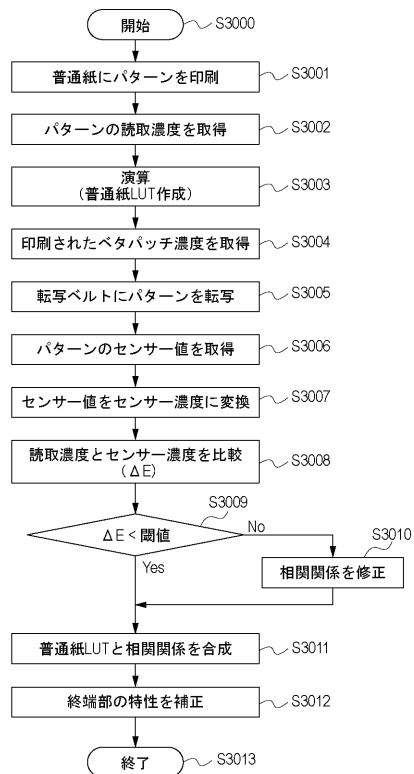 開始
S3000
普通紙にパターンを印刷
S3001
パターンの読取濃度を取得
S3002
演算
(普通紙LUT作成)
S3003
印刷されたベタパッチ濃度を取得
S3004
転写ベルトにパターンを転写
S3005
パターンのセンサー値を取得
S3006
センサー値をセンサー濃度に変換
S3007
読取濃度とセンサー濃度を比較
(ΔE)
S3008
ΔE<閾値
S3009
No
Yes
S3010
相関関係を修正
普通紙LUTと相関関係を合成
S3011
終端部の特性を補正
S3012
終了
S3013